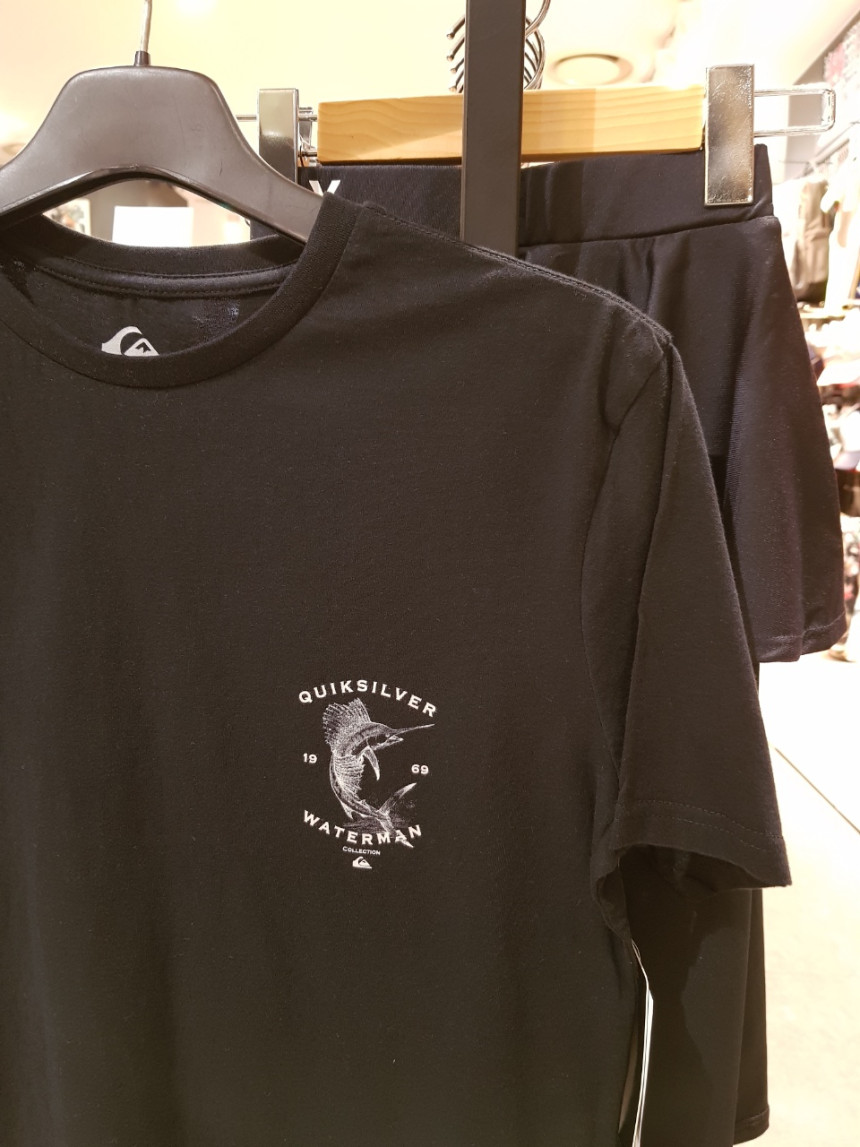 QUIKSILVER
19 69
WATERMAN
COLLECTION